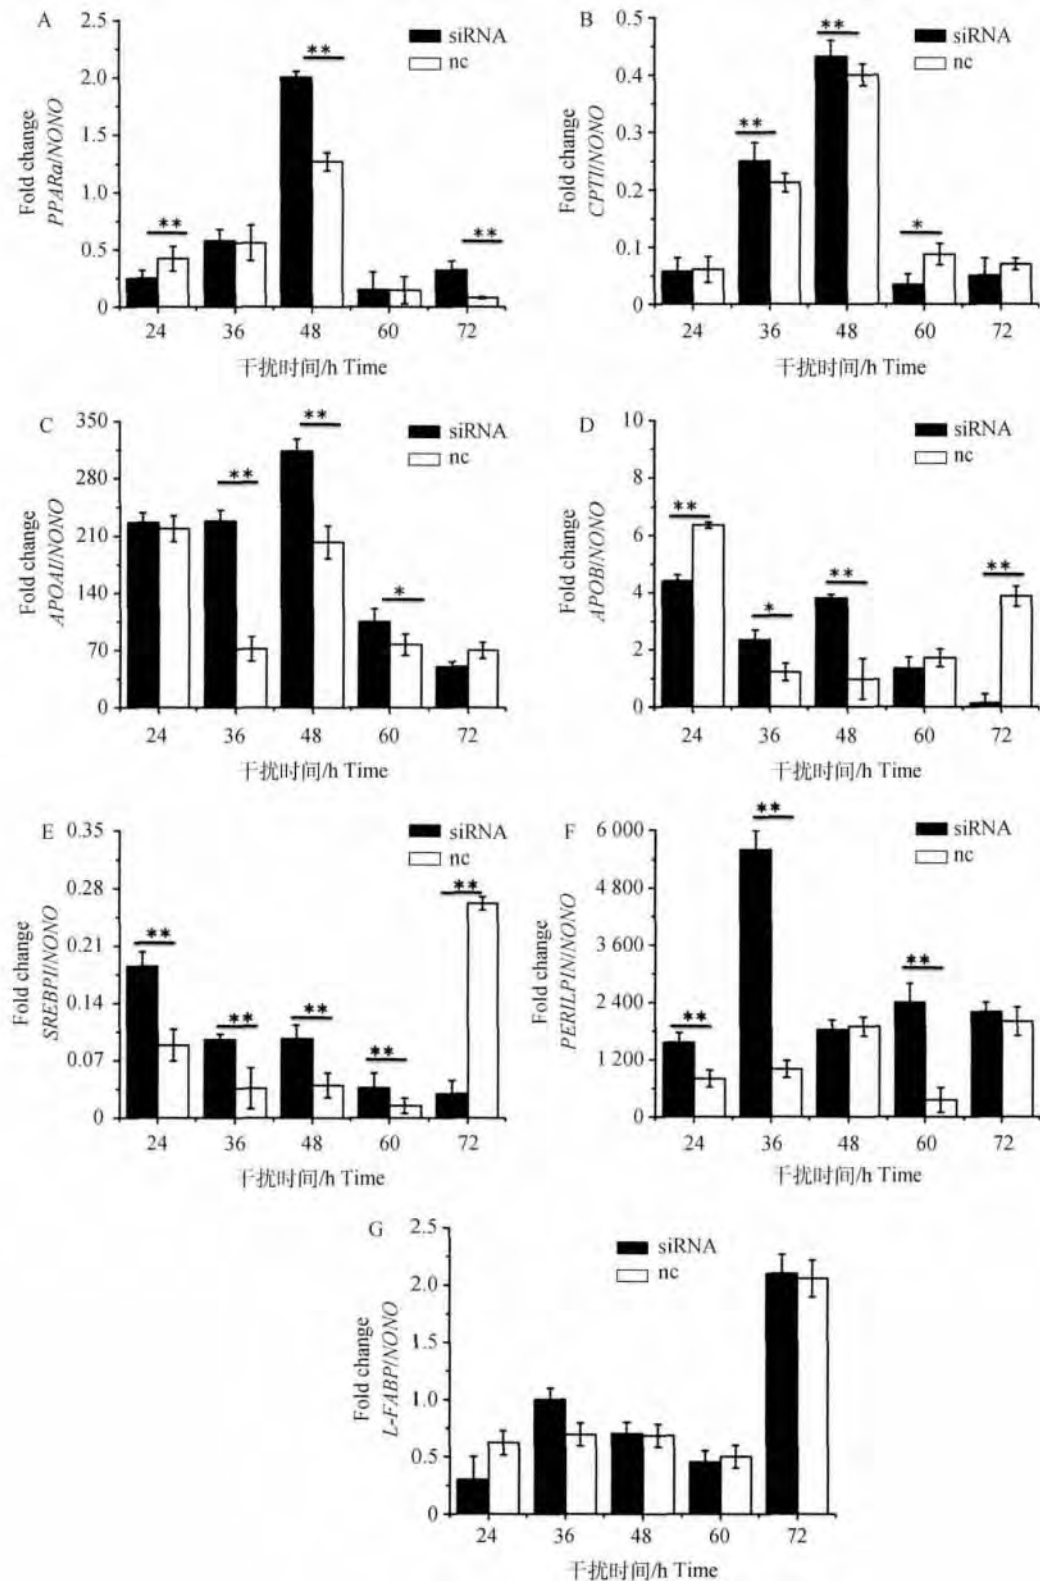 A
2.5
2.0
1.5
1.0
0.5
0
Fold change
PPARα/NONO
siRNA
nc
**
**
**
24 36 48 60 72
干扰时间/h Time
B
0.5
0.4
0.3
0.2
0.1
0
Fold change
CPTI/NONO
siRNA
nc
**
**
*
24 36 48 60 72
干扰时间/h Time
C
350
280
210
140
70
0
Fold change
APOAI/NONO
siRNA
nc
**
**
*
24 36 48 60 72
干扰时间/h Time
D
10
8
6
4
2
0
Fold change
APOB/NONO
siRNA
nc
**
*
**
**
24 36 48 60 72
干扰时间/h Time
E
0.35
0.28
0.21
0.14
0.07
0
Fold change
SREBPI/NONO
siRNA
nc
**
**
**
**
**
24 36 48 60 72
干扰时间/h Time
F
6 000
4 800
3 600
2 400
1 200
0
Fold change
PERILPIN/NONO
siRNA
nc
**
**
**
24 36 48 60 72
干扰时间/h Time
G
2.5
2.0
1.5
1.0
0.5
0
Fold change
L-FABP/NONO
siRNA
nc
24 36 48 60 72
干扰时间/h Time